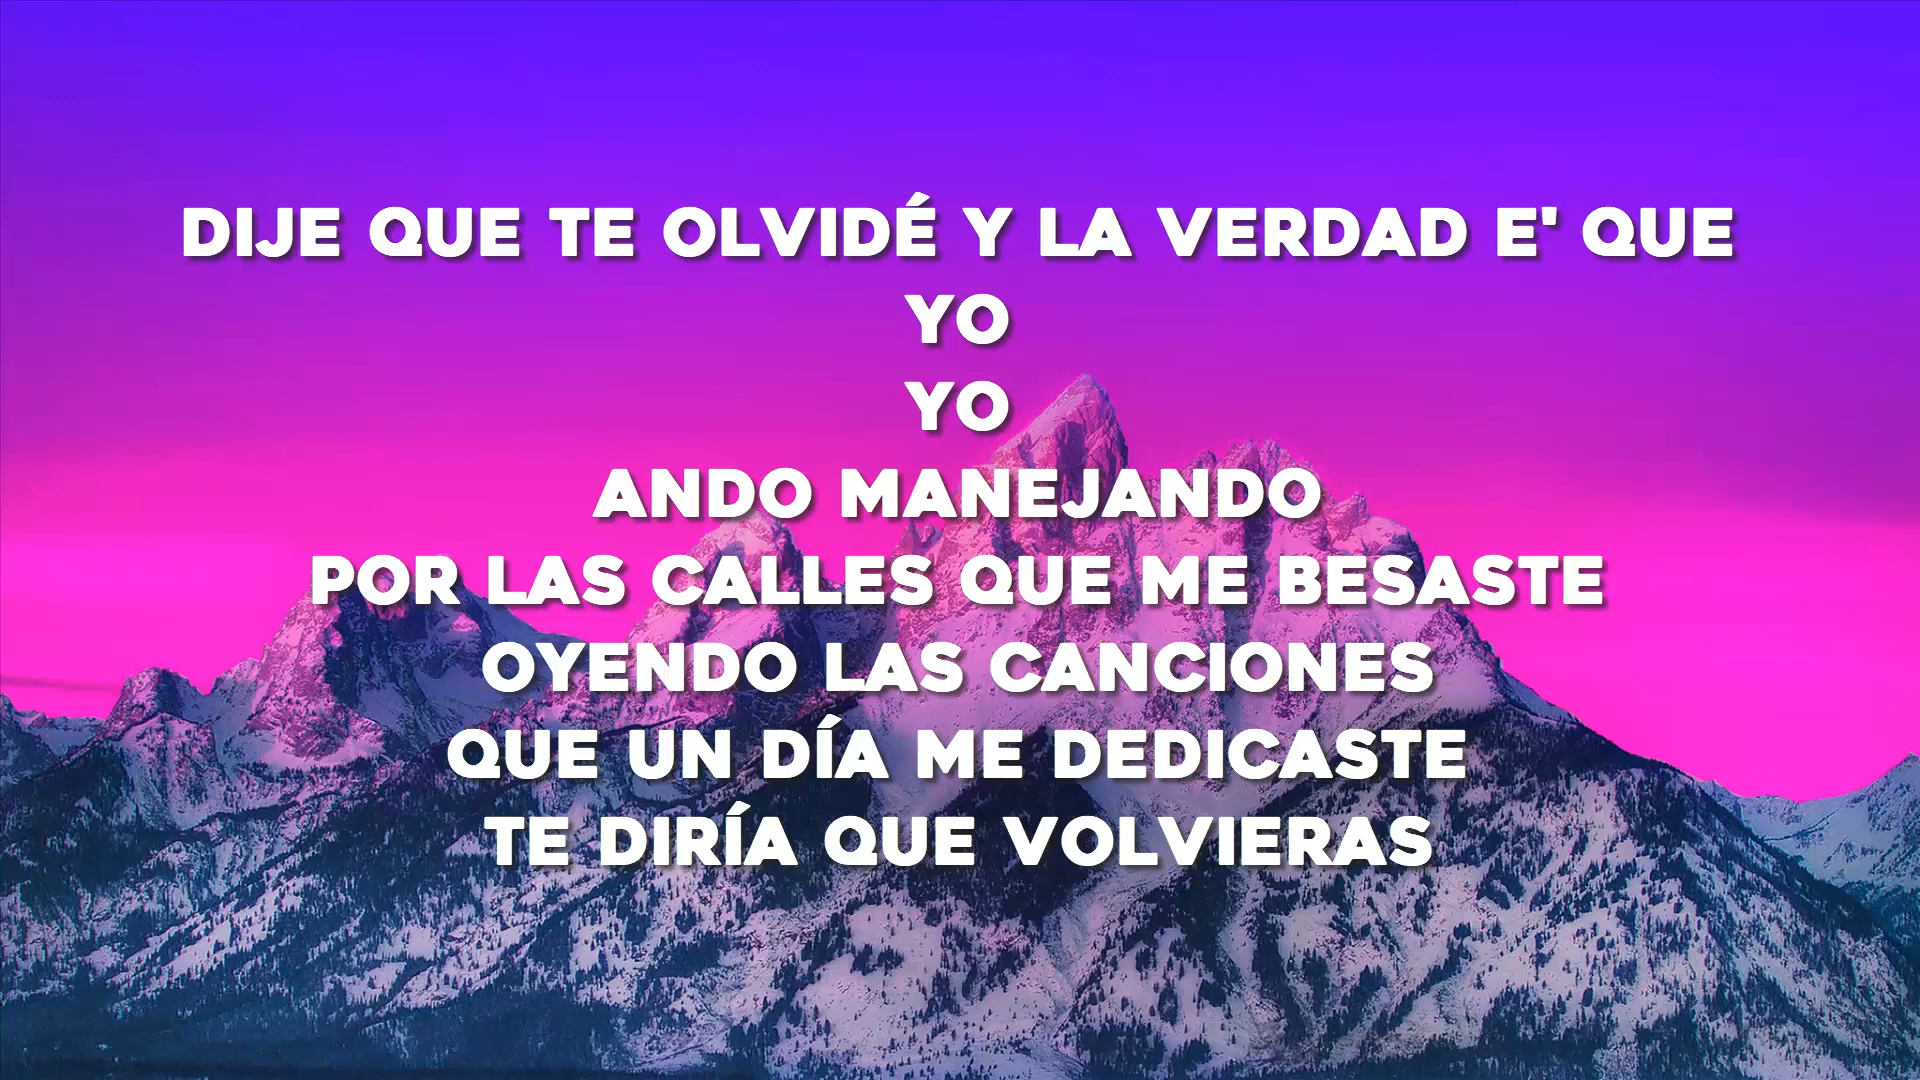 DIJE QUE TE OLVIDÉ Y LA VERDAD E' QUE
YO
YO
ANDO MANEJANDO
POR LAS CALLES QUE ME BESASTE
OYENDO LAS CANCIONES
QUE UN DÍA ME DEDICASTE
TE DIRÍA QUE VOLVIERAS